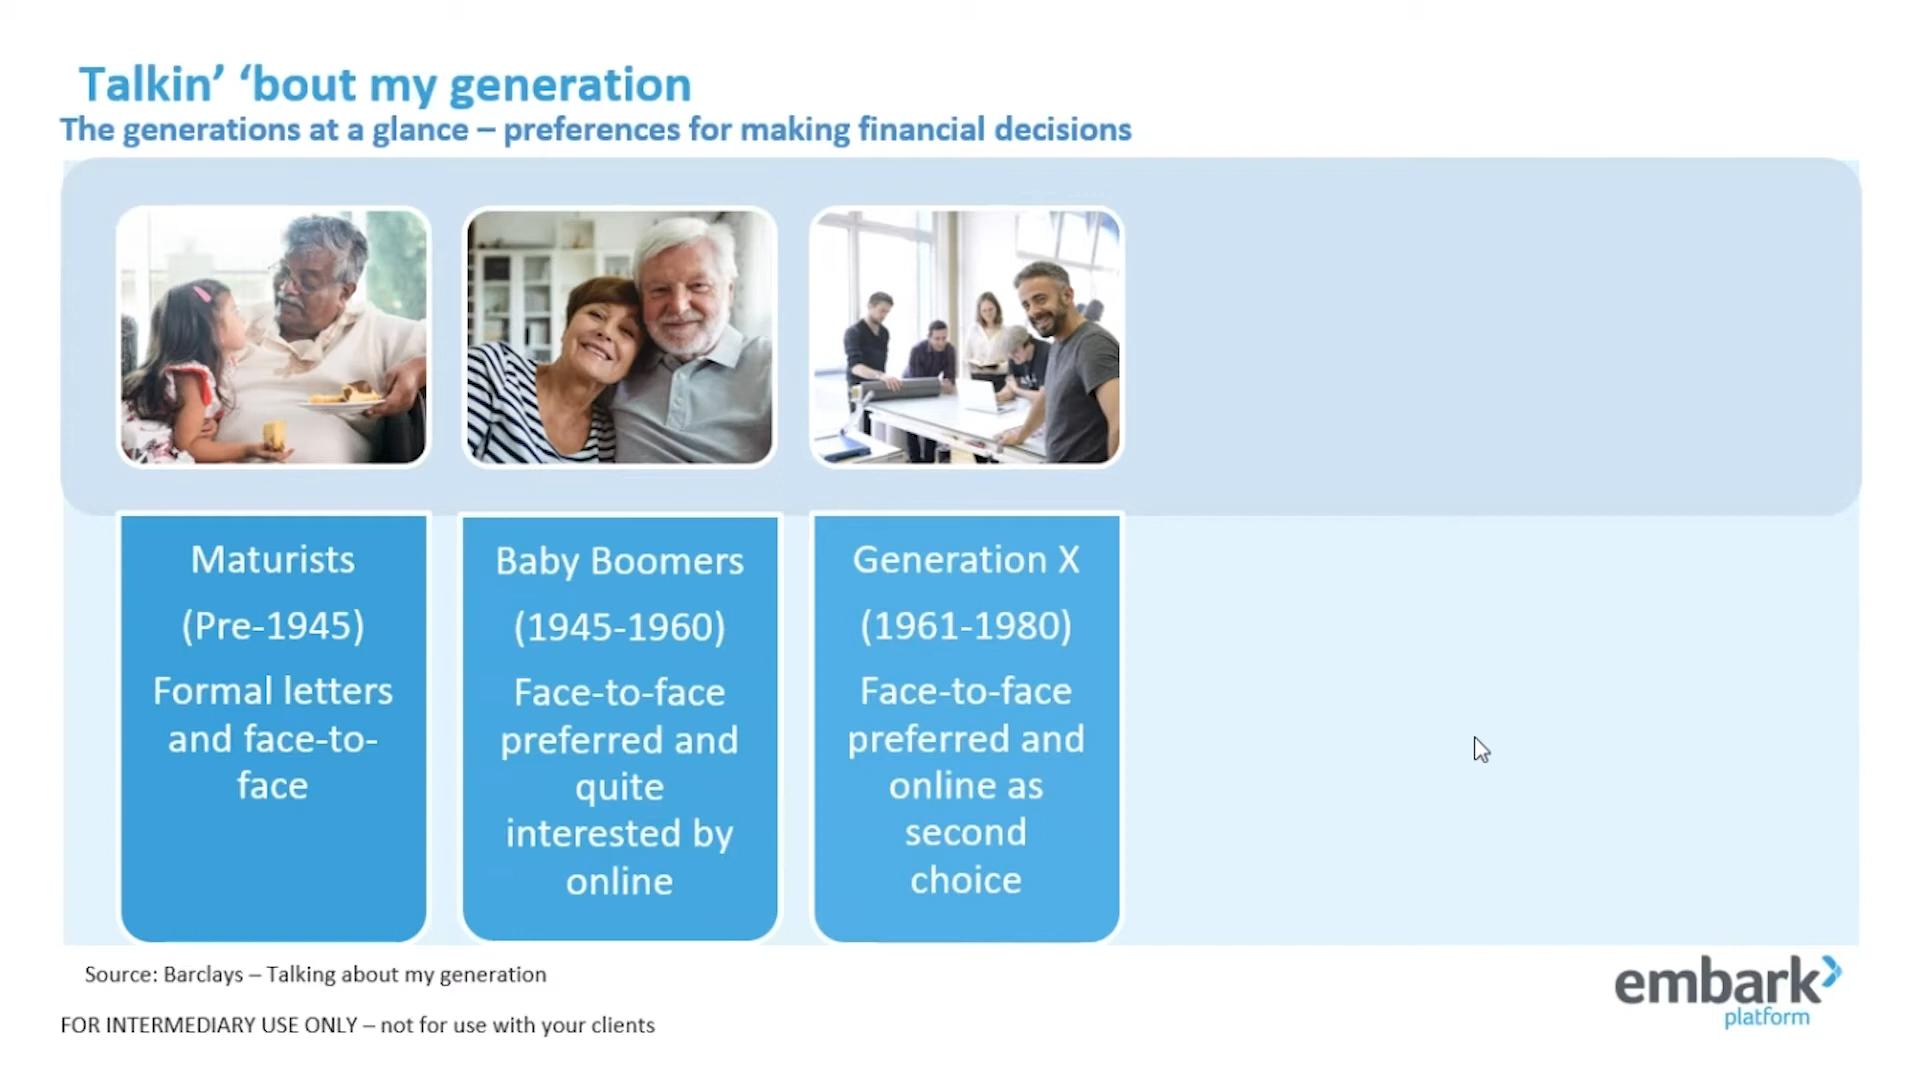 Talkin’ ‘bout my generation
The generations at a glance – preferences for making financial decisions
Maturists
(Pre-1945)
Formal letters
and face-to-
face
Baby Boomers
(1945-1960)
Face-to-face
preferred and
quite
interested by
online
Generation X
(1961-1980)
Face-to-face
preferred and
online as
second
choice
Source: Barclays – Talking about my generation
FOR INTERMEDIARY USE ONLY – not for use with your clients
embark
platform